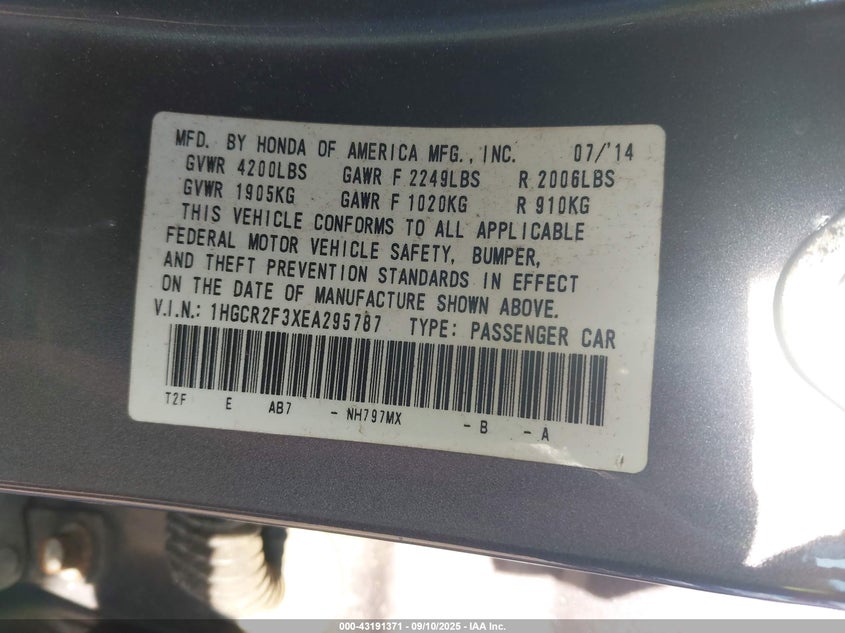 MFD. BY HONDA OF AMERICA MFG., INC. 07/'14
GVWR 4200LBS GAWR F 2249LBS R 2006LBS
GVWR 1905KG GAWR F 1020KG R 910KG
THIS VEHICLE CONFORMS TO ALL APPLICABLE
FEDERAL MOTOR VEHICLE SAFETY, BUMPER,
AND THEFT PREVENTION STANDARDS IN EFFECT
ON THE DATE OF MANUFACTURE SHOWN ABOVE.
V.I.N.: 1HGCR2F3XEA295787 TYPE: PASSENGER CAR
T2F E AB7 - NH797MX - B - A
000-43191371 - 09/10/2025 - IAA Inc.